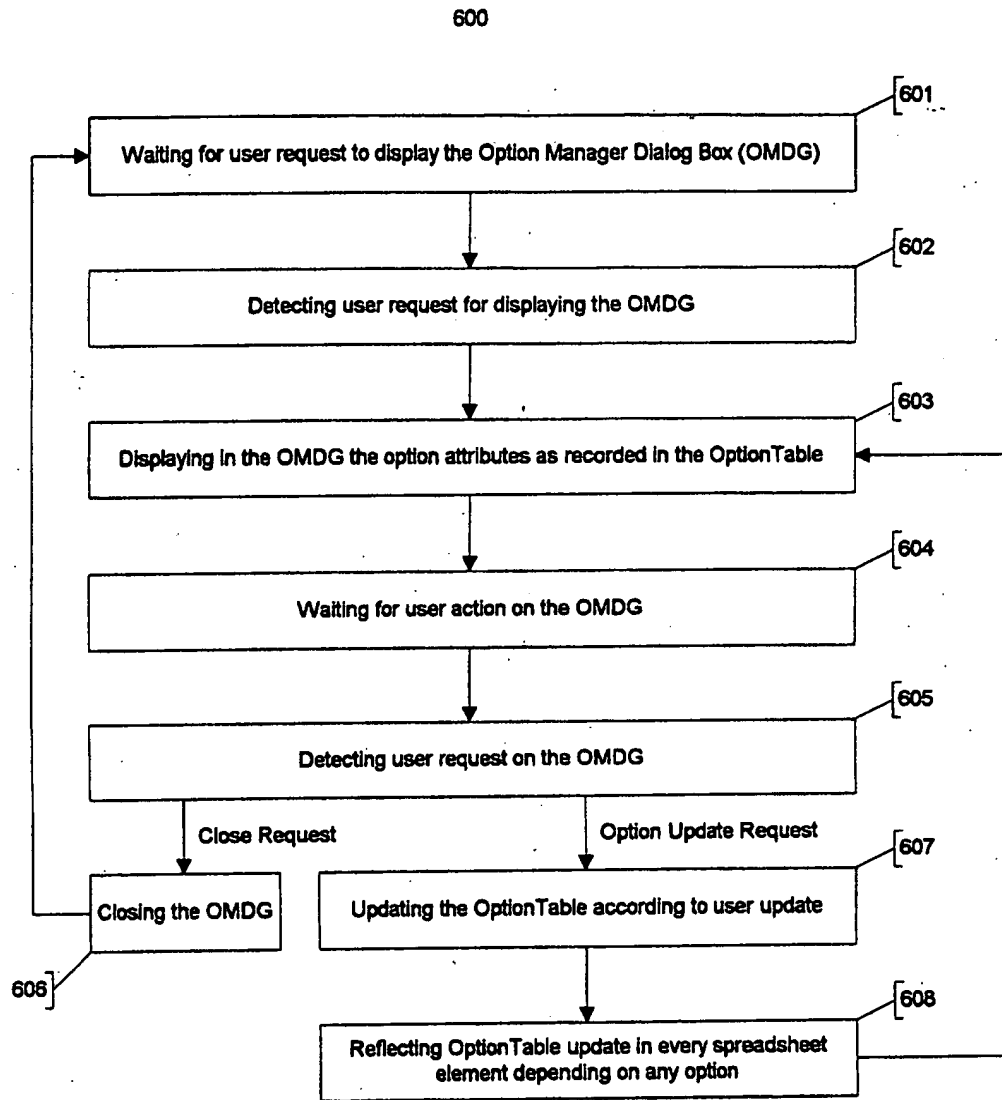 600
601
Waiting for user request to display the Option Manager Dialog Box (OMDG)
602
Detecting user request for displaying the OMDG
603
Displaying in the OMDG the option attributes as recorded in the OptionTable
604
Waiting for user action on the OMDG
605
Detecting user request on the OMDG
Close Request
Option Update Request
607
Closing the OMDG
Updating the OptionTable according to user update
606
608
Reflecting OptionTable update in every spreadsheet
element depending on any option